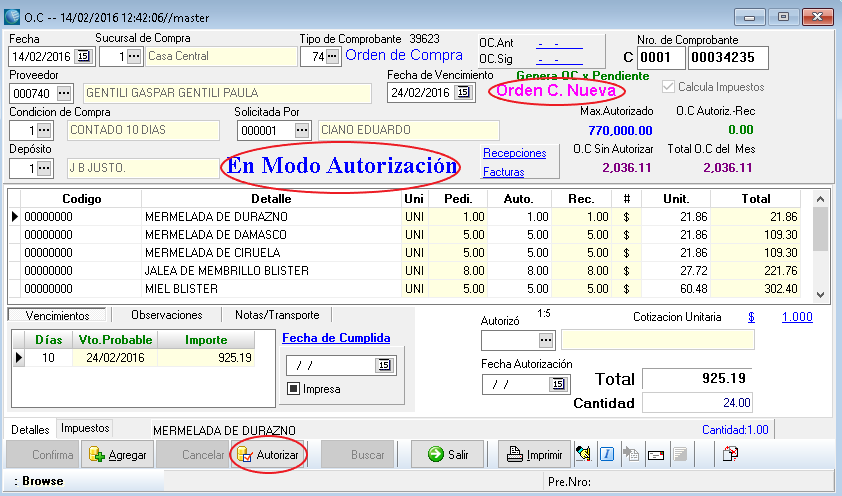 O.C -- 14/02/2016 12:42:06//master
Fecha Sucursal de Compra Tipo de Comprobante 39623 OC.Ant - - Nro. de Comprobante
14/02/2016 15 1 ... Casa Central 74 ... Orden de Compra OC.Sig - - C 0001 00034235
Proveedor Fecha de Vencimiento Genera OC x Pendiente
000740 ... GENTILI GASPAR GENTILI PAULA 24/02/2016 15 Orden C. Nueva Calcula Impuestos
Condicion de Compra Solicitada Por Max.Autorizado O.C Autoriz.-Rec
1 ... CONTADO 10 DIAS 000001 ... CIANO EDUARDO 770,000.00 0.00
Depósito En Modo Autorización Recepciones O.C Sin Autorizar Total O.C del Mes
1 ... J B JUSTO. Facturas 2,036.11 2,036.11
Codigo Detalle Uni Pedi. Auto. Rec. # Unit. Total
00000000 MERMELADA DE DURAZNO UNI 1.00 1.00 1.00 $ 21.86 21.86
00000000 MERMELADA DE DAMASCO UNI 5.00 5.00 5.00 $ 21.86 109.30
00000000 MERMELADA DE CIRUELA UNI 5.00 5.00 5.00 $ 21.86 109.30
00000000 JALEA DE MEMBRILLO BLISTER UNI 8.00 8.00 8.00 $ 27.72 221.76
00000000 MIEL BLISTER UNI 5.00 5.00 5.00 $ 60.48 302.40
Vencimientos Observaciones Notas/Transporte
Días Vto.Probable Importe
10 24/02/2016 925.19
Fecha de Cumplida
/ / 15
Impresa
Autorizó 1:5 Cotizacion Unitaria $ 1.000
...
Fecha Autorización
/ / 15
Total 925.19
Cantidad 24.00
Detalles Impuestos MERMELADA DE DURAZNO Cantidad:1.00
Confirma Agregar Cancelar Autorizar Buscar Salir Imprimir
: Browse Pre.Nro: